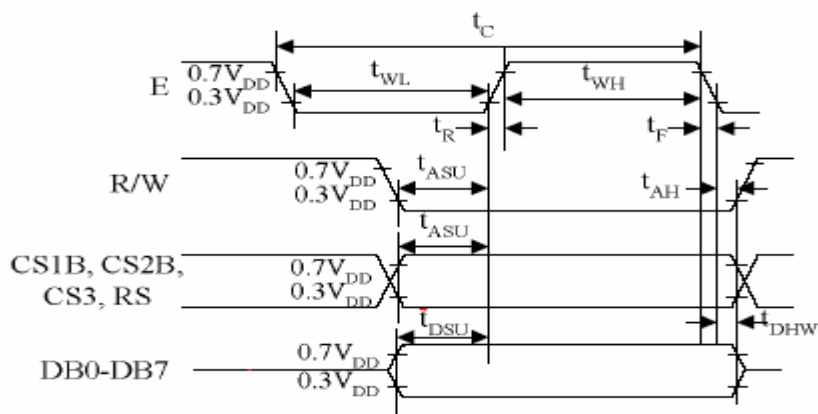 tC
0.7VDD
tWL
tWH
E
0.3VDD
tR
tF
0.7VDD
tASU
R/W
0.3VDD
tAH
tASU
CS1B, CS2B,
0.7VDD
CS3, RS
0.3VDD
tDSU
tDHW
0.7VDD
DB0-DB7
0.3VDD